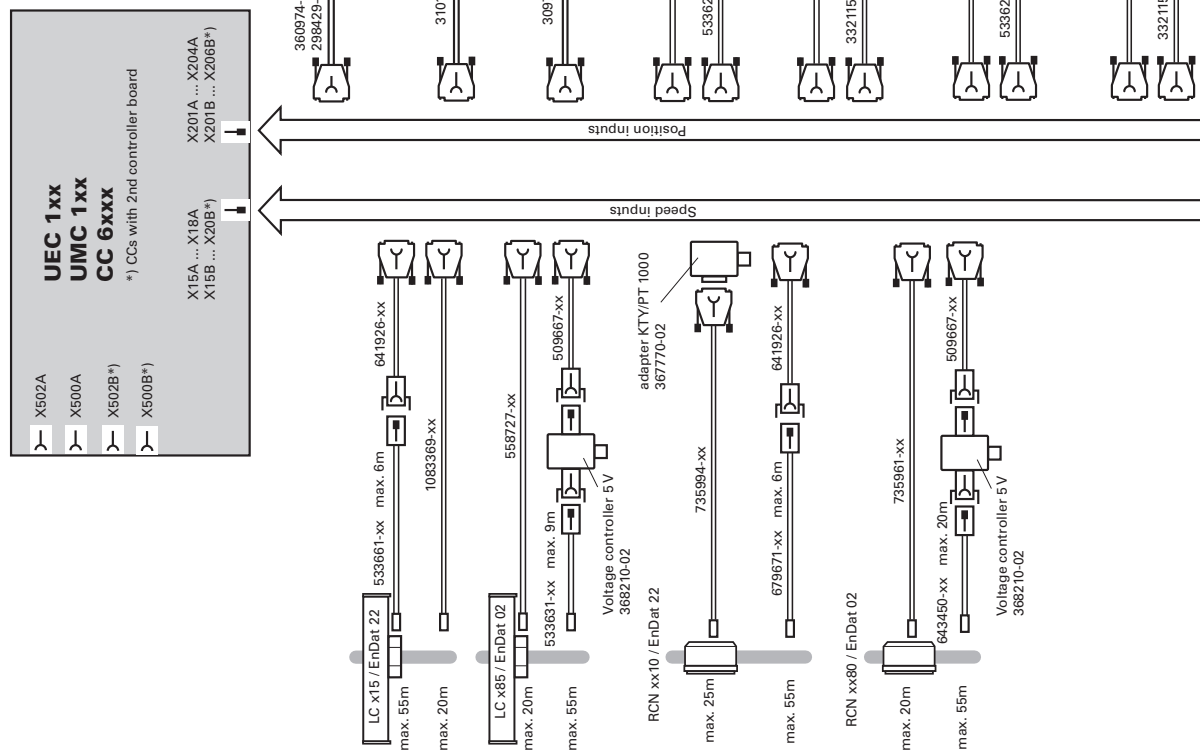 UEC 1xx
UMC 1xx
CC 6xxx
*) CCs with 2nd controller board
X502A
X500A
X502B*)
X500B*)
X15A ... X18A
X15B ... X20B*)
X201A ... X204A
X201B ... X206B*)
Position inputs
Speed inputs
360974-
298429-
3101
3097
53362
332115
53362
332115
641926-xx
533661-xx max. 6m
1083369-xx
LC x15 / EnDat 22
max. 55m
max. 20m
558727-xx
509667-xx
533631-xx max. 9m
Voltage controller 5 V
368210-02
LC x85 / EnDat 02
max. 20m
max. 55m
adapter KTY/PT 1000
367770-02
735994-xx
641926-xx
679671-xx max. 6m
RCN xx10 / EnDat 22
max. 25m
max. 55m
735961-xx
509667-xx
643450-xx max. 20m
Voltage controller 5 V
368210-02
RCN xx80 / EnDat 02
max. 20m
max. 55m